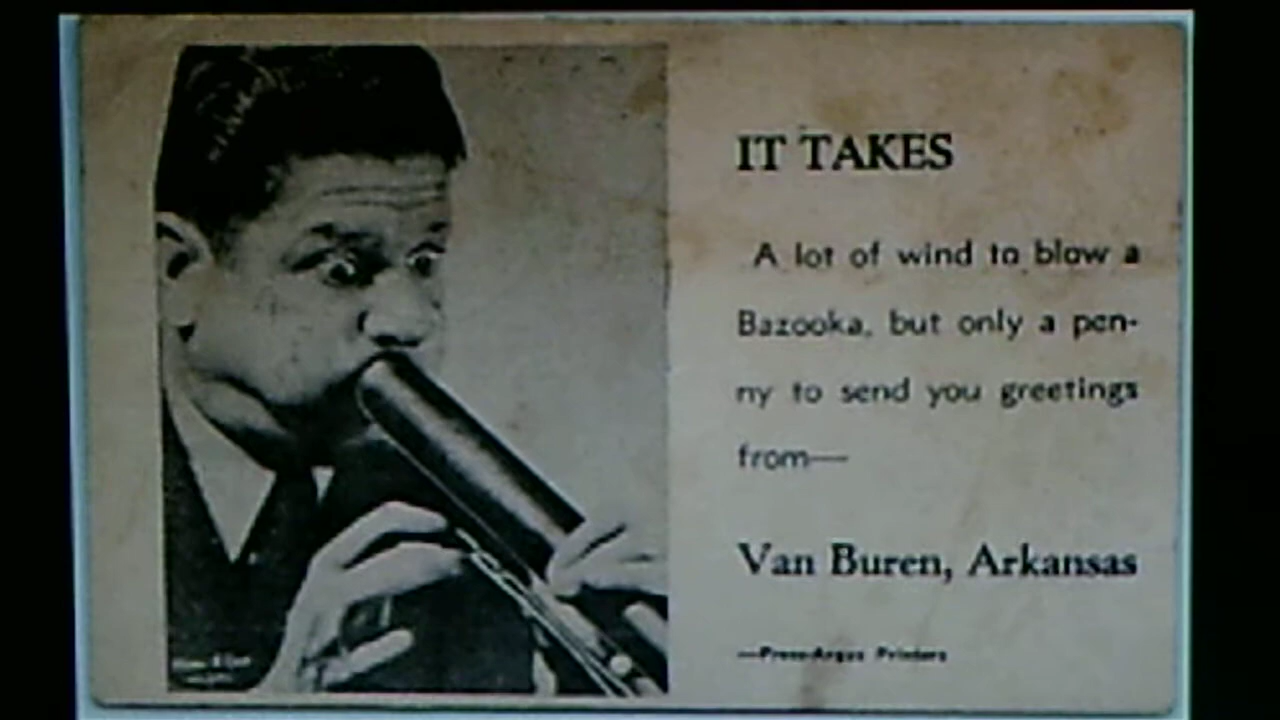 IT TAKES
A lot of wind to blow a
Bazooka, but only a pen-
ny to send you greetings
from—
Van Buren, Arkansas
—Press-Argus Printers